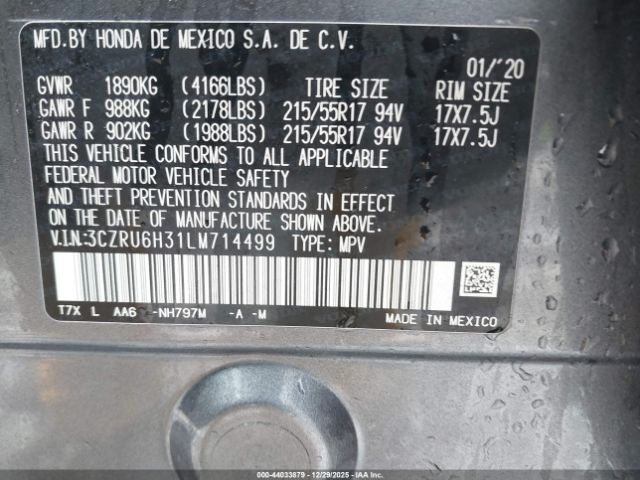 MFD.BY HONDA DE MEXICO S.A. DE C.V.
01/'20
GVWR 1890KG (4166LBS) TIRE SIZE RIM SIZE
GAWR F 988KG (2178LBS) 215/55R17 94V 17X7.5J
GAWR R 902KG (1988LBS) 215/55R17 94V 17X7.5J
THIS VEHICLE CONFORMS TO ALL APPLICABLE
FEDERAL MOTOR VEHICLE SAFETY
AND THEFT PREVENTION STANDARDS IN EFFECT
ON THE DATE OF MANUFACTURE SHOWN ABOVE.
V.I.N:3CZRU6H31LM714499 TYPE: MPV
T7X L AA6 -NH797M -A -M
MADE IN MEXICO
000-44033879 | 12/29/2025 | IAAI.COM